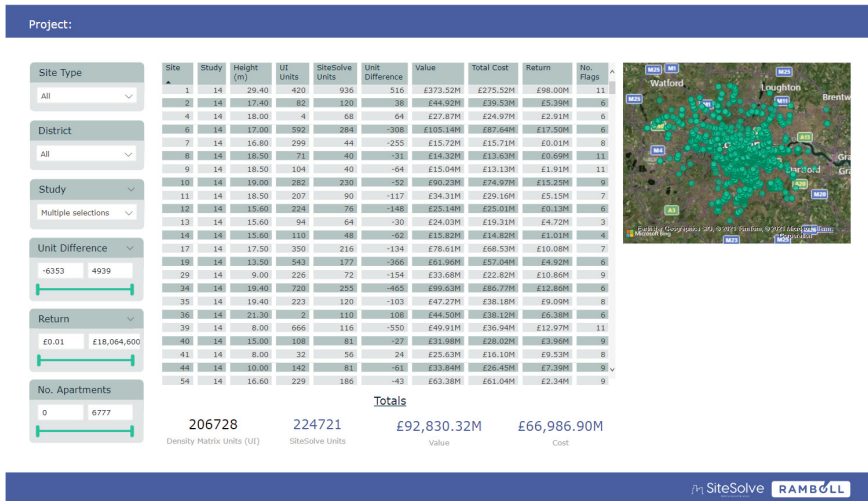 Project:
Site Type
All
District
All
Study
Multiple selections
Unit Difference
-6353 4939
Return
£0.01 £18,064,600
No. Apartments
0 6777
Site Study Height (m) UI Units SiteSolve Units Unit Difference Value Total Cost Return No. Flags
1 14 29.40 420 936 516 £373.52M £275.52M £98.00M 11
2 14 17.40 82 120 38 £44.92M £39.53M £5.39M 6
4 14 18.00 4 68 64 £27.87M £24.97M £2.91M 6
6 14 17.00 592 284 -308 £105.14M £87.64M £17.50M 6
7 14 16.80 299 44 -255 £15.72M £15.71M £0.01M 8
8 14 18.50 71 40 -31 £14.32M £13.63M £0.69M 11
9 14 18.50 104 40 -64 £15.04M £13.13M £1.91M 11
10 14 19.00 282 230 -52 £90.23M £74.97M £15.25M 9
11 14 18.50 207 90 -117 £34.31M £29.16M £5.15M 7
12 14 15.60 224 76 -148 £25.14M £25.01M £0.13M 6
13 14 15.60 94 64 -30 £24.03M £19.31M £4.72M 3
14 14 15.60 110 48 -62 £15.82M £14.82M £1.01M 4
17 14 17.50 350 216 -134 £78.61M £68.53M £10.08M 7
19 14 13.50 543 177 -366 £61.96M £57.04M £4.92M 6
29 14 9.00 226 72 -154 £33.68M £22.82M £10.86M 9
34 14 19.40 720 255 -465 £99.63M £86.77M £12.86M 6
35 14 19.40 223 120 -103 £47.27M £38.18M £9.09M 8
36 14 21.30 2 110 108 £44.50M £38.12M £6.38M 6
39 14 8.00 666 116 -550 £49.91M £36.94M £12.97M 11
40 14 15.00 108 81 -27 £31.98M £28.02M £3.96M 9
41 14 8.00 32 56 24 £25.63M £16.10M £9.53M 8
44 14 10.00 142 81 -61 £33.84M £26.45M £7.39M 9
54 14 16.60 229 186 -43 £63.38M £61.04M £2.34M 9
M25 M1 M25
Watford Loughton
M25 M1 M11 Brentw
A13
M4
Dartford Gra
A20
M20
A3
Microsoft Bing
M23 M25
Totals
206728 224721 £92,830.32M £66,986.90M
Density Matrix Units (UI) SiteSolve Units Value Cost
SiteSolve RAMBOLL